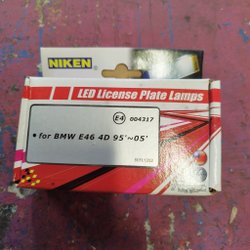 NIKEN
LED License Plate Lamps
E4 004317
• for BMW E46 4D 95'~05'